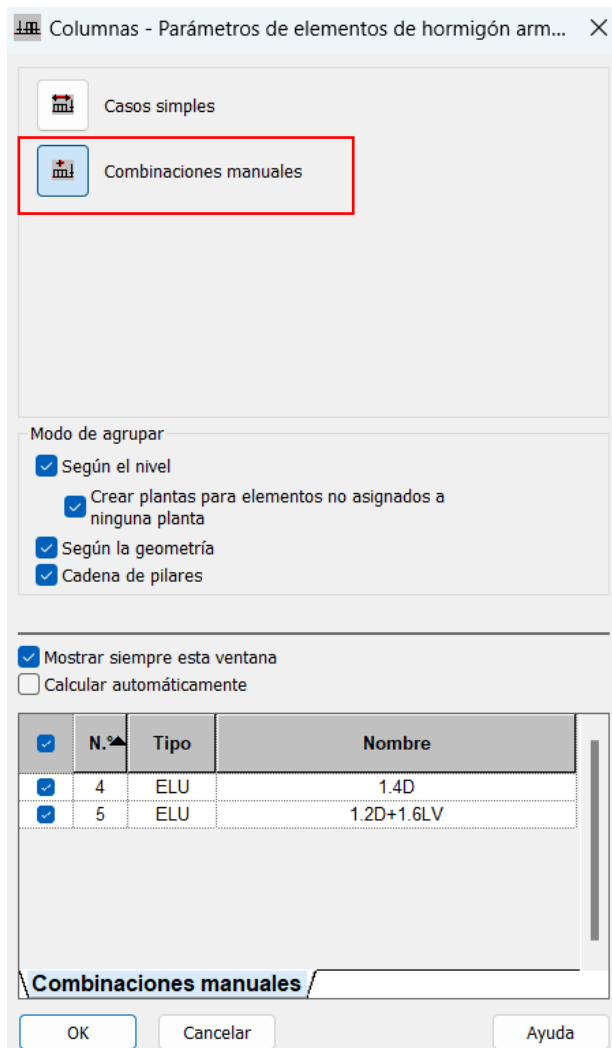 Columnas - Parámetros de elementos de hormigón arm...
Casos simples
Combinaciones manuales
Modo de agrupar
Según el nivel
Crear plantas para elementos no asignados a
ninguna planta
Según la geometría
Cadena de pilares
Mostrar siempre esta ventana
Calcular automáticamente
N.º Tipo Nombre
4 ELU 1.4D
5 ELU 1.2D+1.6LV
Combinaciones manuales
OK Cancelar Ayuda